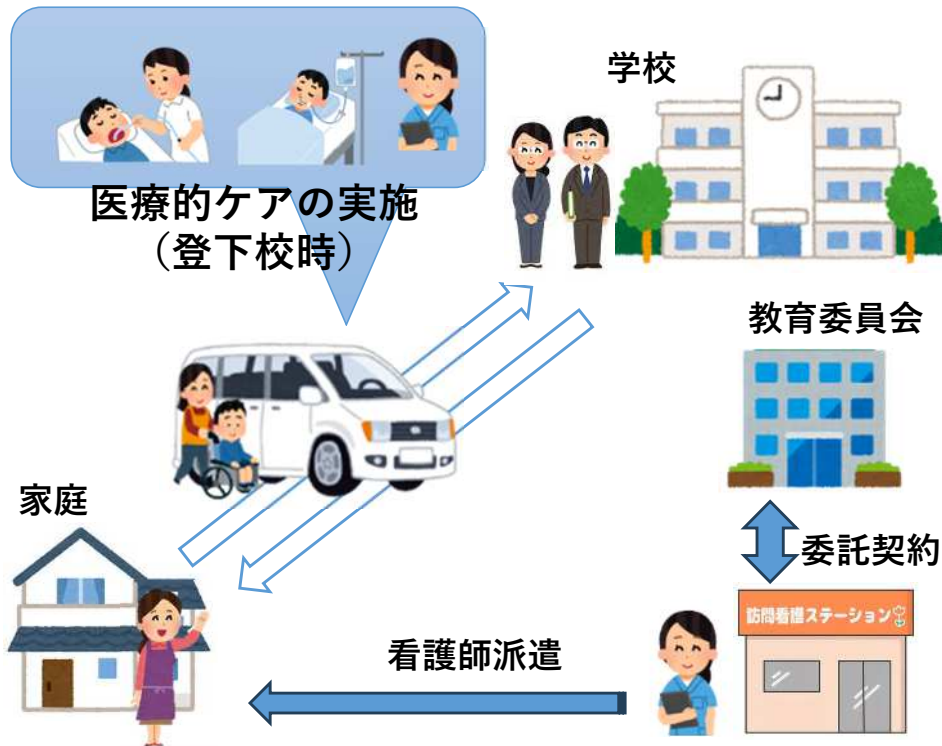 学校
医療的ケアの実施
（登下校時）
教育委員会
家庭
委託契約
訪問看護ステーション
看護師派遣